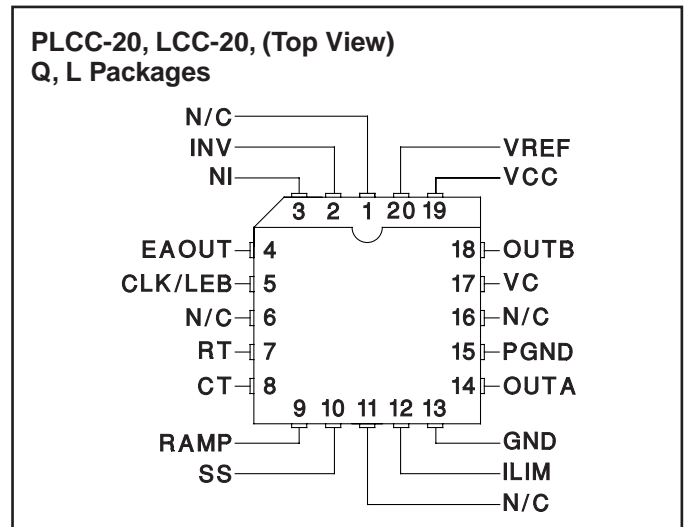 PLCC-20, LCC-20, (Top View)
Q, L Packages
N/C
INV
NI
VREF
VCC
3 2 1 20 19
EAOUT 4
CLK/LEB 5
N/C 6
RT 7
CT 8
18 OUTB
17 VC
16 N/C
15 PGND
14 OUTA
9 10 11 12 13
RAMP
SS
GND
ILIM
N/C